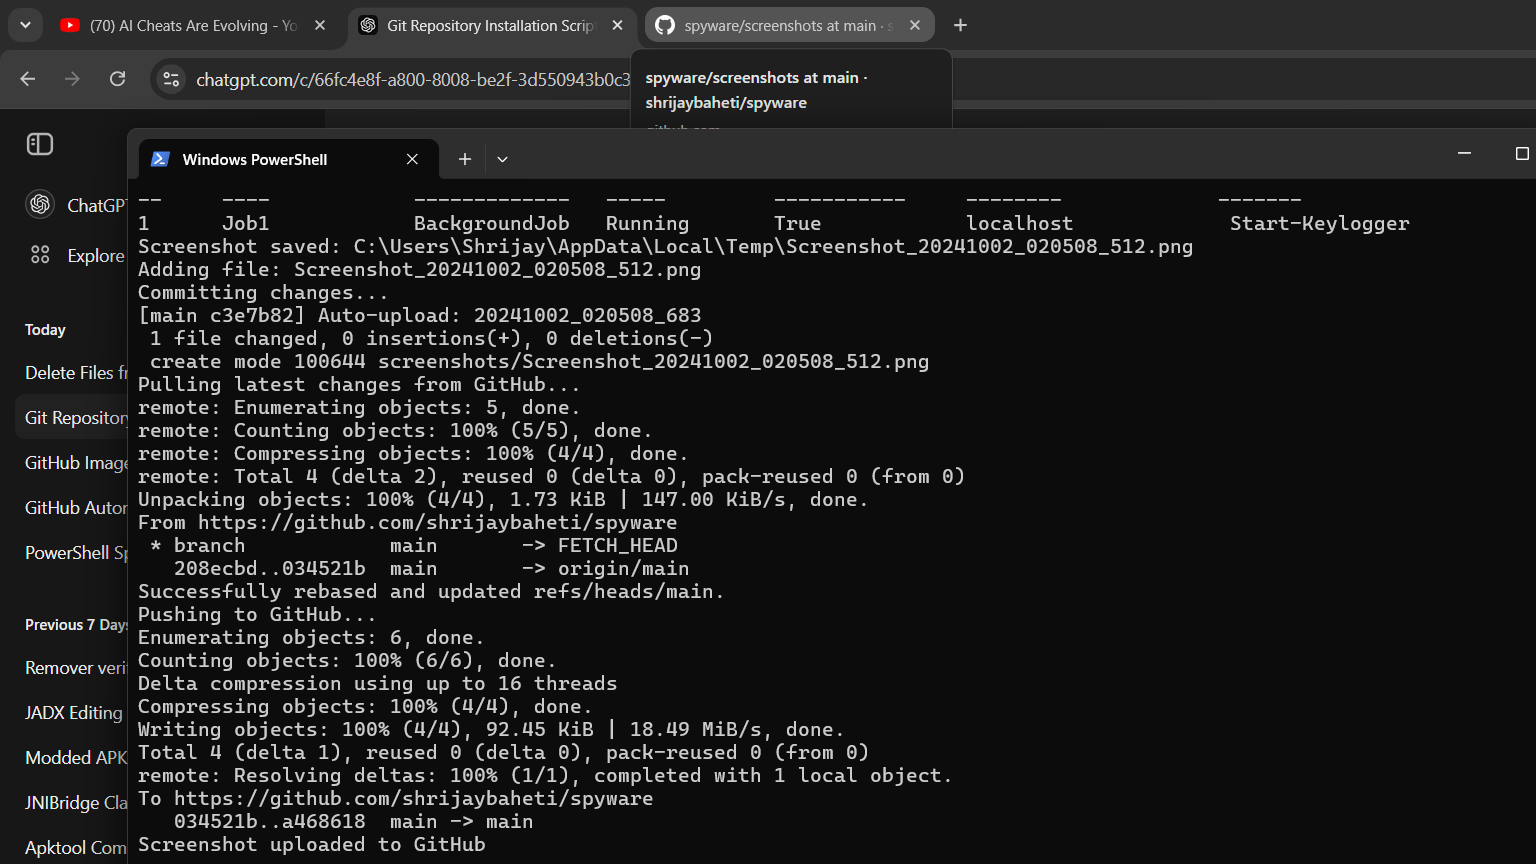 (70) AI Cheats Are Evolving - Yo
Git Repository Installation Scrip
spyware/screenshots at main · s
chatgpt.com/c/66fc4e8f-a800-8008-be2f-3d550943b0c3
spyware/screenshots at main ·
shrijaybaheti/spyware
github.com
Windows PowerShell
ChatGPT
Explore
Today
Delete Files fr
Git Repository
GitHub Image
GitHub Autor
PowerShell Sp
Previous 7 Days
Remover verif
JADX Editing
Modded APK
JNIBridge Cla
Apktool Com
-- ---- ------------- ----- ----------- -------- -------
1 Job1 BackgroundJob Running True localhost Start-Keylogger
Screenshot saved: C:\Users\Shrijay\AppData\Local\Temp\Screenshot_20241002_020508_512.png
Adding file: Screenshot_20241002_020508_512.png
Committing changes...
[main c3e7b82] Auto-upload: 20241002_020508_683
1 file changed, 0 insertions(+), 0 deletions(-)
create mode 100644 screenshots/Screenshot_20241002_020508_512.png
Pulling latest changes from GitHub...
remote: Enumerating objects: 5, done.
remote: Counting objects: 100% (5/5), done.
remote: Compressing objects: 100% (4/4), done.
remote: Total 4 (delta 2), reused 0 (delta 0), pack-reused 0 (from 0)
Unpacking objects: 100% (4/4), 1.73 KiB | 147.00 KiB/s, done.
From https://github.com/shrijaybaheti/spyware
* branch main -> FETCH_HEAD
208ecbd..034521b main -> origin/main
Successfully rebased and updated refs/heads/main.
Pushing to GitHub...
Enumerating objects: 6, done.
Counting objects: 100% (6/6), done.
Delta compression using up to 16 threads
Compressing objects: 100% (4/4), done.
Writing objects: 100% (4/4), 92.45 KiB | 18.49 MiB/s, done.
Total 4 (delta 1), reused 0 (delta 0), pack-reused 0 (from 0)
remote: Resolving deltas: 100% (1/1), completed with 1 local object.
To https://github.com/shrijaybaheti/spyware
034521b..a468618 main -> main
Screenshot uploaded to GitHub